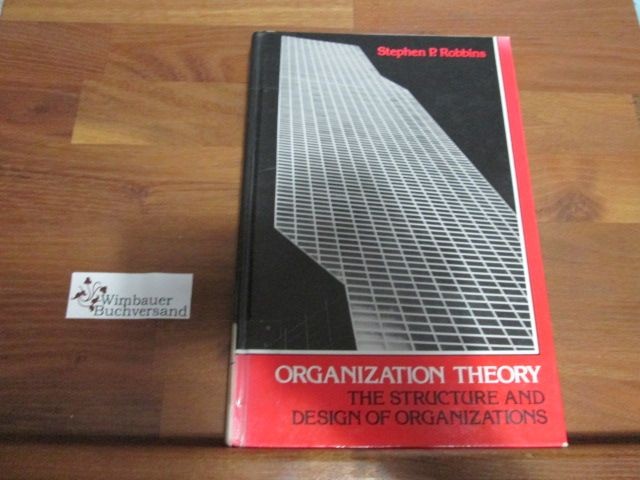 Stephen P. Robbins
Wimbauer
Buchversand
ORGANIZATION THEORY
THE STRUCTURE AND
DESIGN OF ORGANIZATIONS